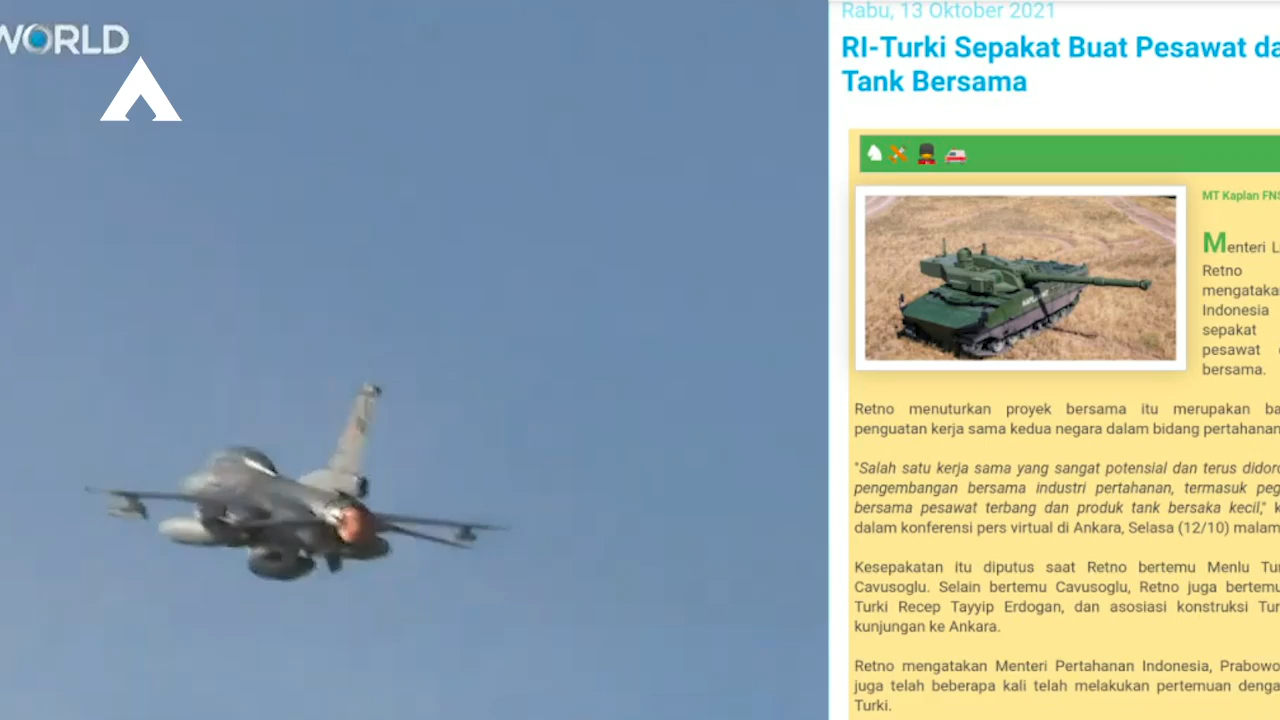 WORLD
Rabu, 13 Oktober 2021
RI-Turki Sepakat Buat Pesawat da
Tank Bersama
MT Kaplan FNS
Menteri L
Retno
mengataka
Indonesia
sepakat
pesawat
bersama.
Retno menuturkan proyek bersama itu merupakan ba
penguatan kerja sama kedua negara dalam bidang pertahanan
"Salah satu kerja sama yang sangat potensial dan terus didoro
pengembangan bersama industri pertahanan, termasuk peg
bersama pesawat terbang dan produk tank bersaka kecil," k
dalam konferensi pers virtual di Ankara, Selasa (12/10) malam
Kesepakatan itu diputus saat Retno bertemu Menlu Tur
Cavusoglu. Selain bertemu Cavusoglu, Retno juga bertemu
Turki Recep Tayyip Erdogan, dan asosiasi konstruksi Tur
kunjungan ke Ankara.
Retno mengatakan Menteri Pertahanan Indonesia, Prabowo
juga telah beberapa kali telah melakukan pertemuan denga
Turki.